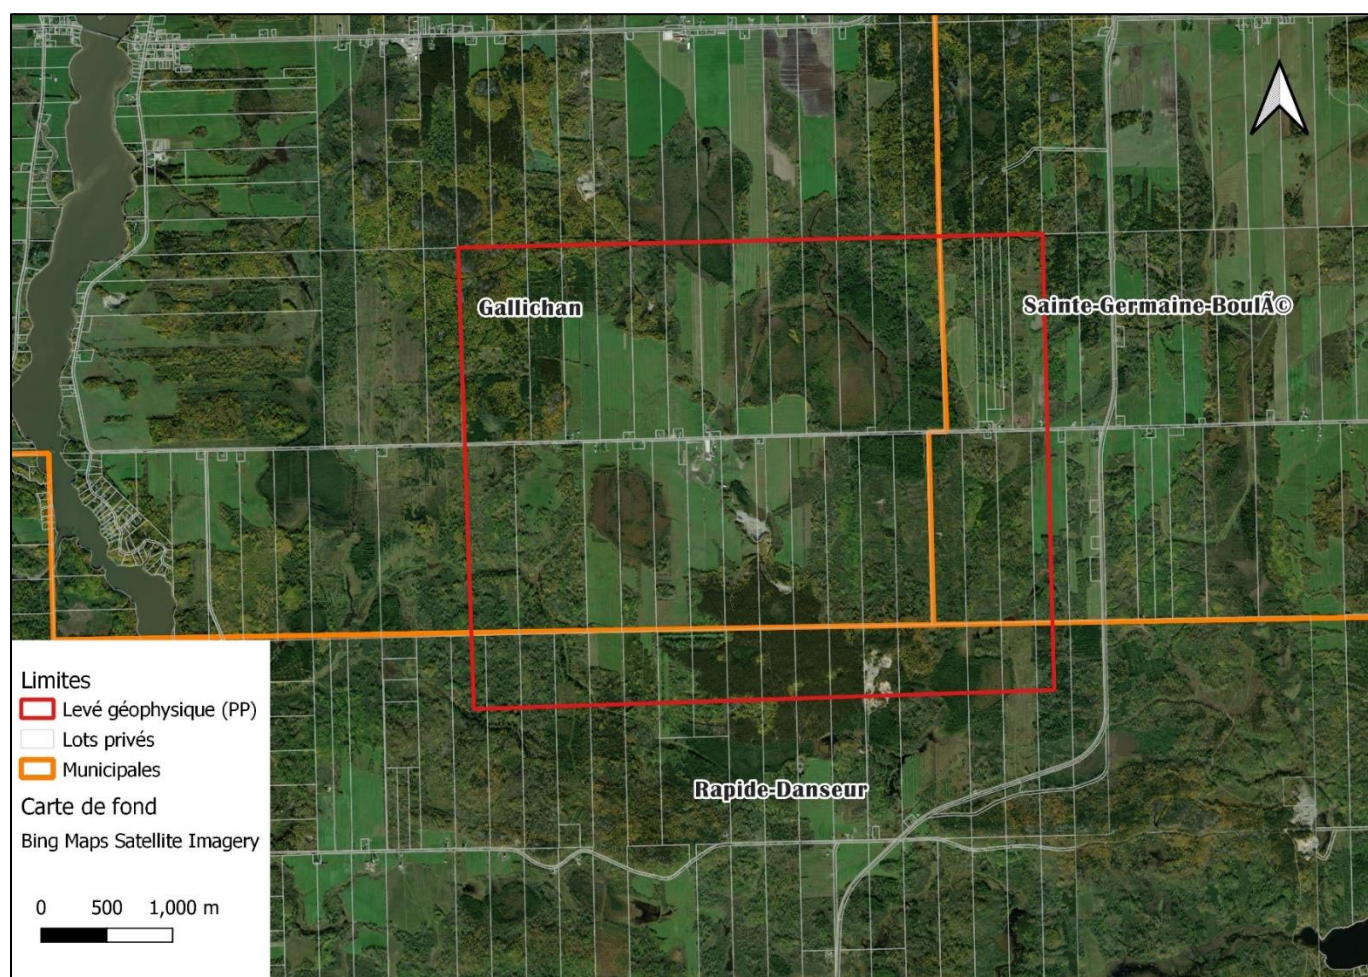 Gallichan
Sainte-Germaine-BoulÃ©
Rapide-Danseur
Limites
Levé géophysique (PP)
Lots privés
Municipales
Carte de fond
Bing Maps Satellite Imagery
0 500 1,000 m